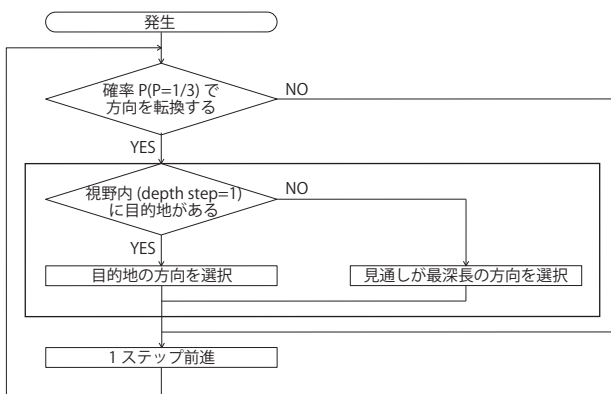 発生
確率 P(P=1/3) で
方向を転換する
NO
YES
視野内 (depth step=1)
に目的地がある
NO
YES
目的地の方向を選択
見通しが最深長の方向を選択
1 ステップ前進